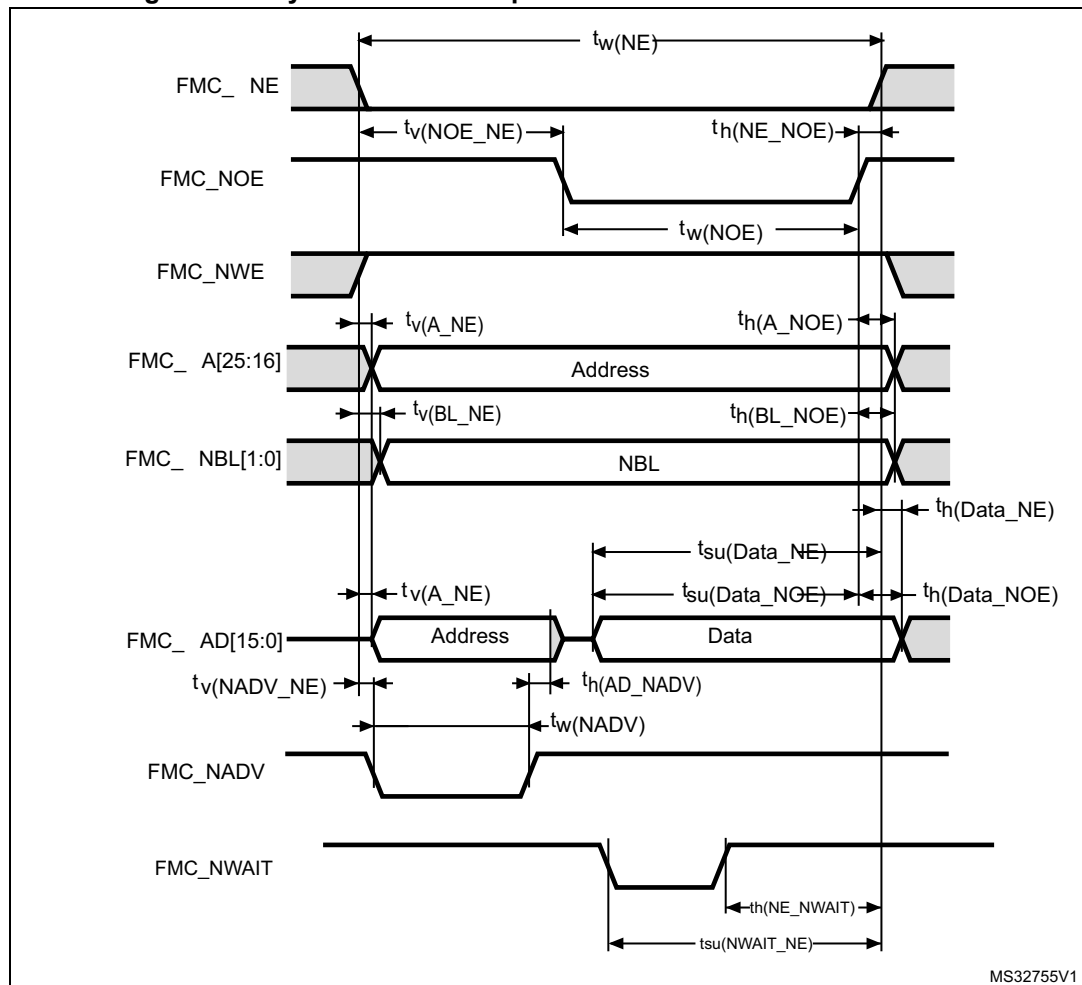 tw(NE)
FMC_ NE
tv(NOE_NE)
th(NE_NOE)
FMC_NOE
tw(NOE)
FMC_NWE
tv(A_NE)
th(A_NOE)
FMC_ A[25:16]
Address
tv(BL_NE)
th(BL_NOE)
FMC_ NBL[1:0]
NBL
th(Data_NE)
tsu(Data_NE)
tv(A_NE)
tsu(Data_NOE)
th(Data_NOE)
FMC_ AD[15:0]
Address
Data
tv(NADV_NE)
th(AD_NADV)
tw(NADV)
FMC_NADV
FMC_NWAIT
th(NE_NWAIT)
tsu(NWAIT_NE)
MS32755V1